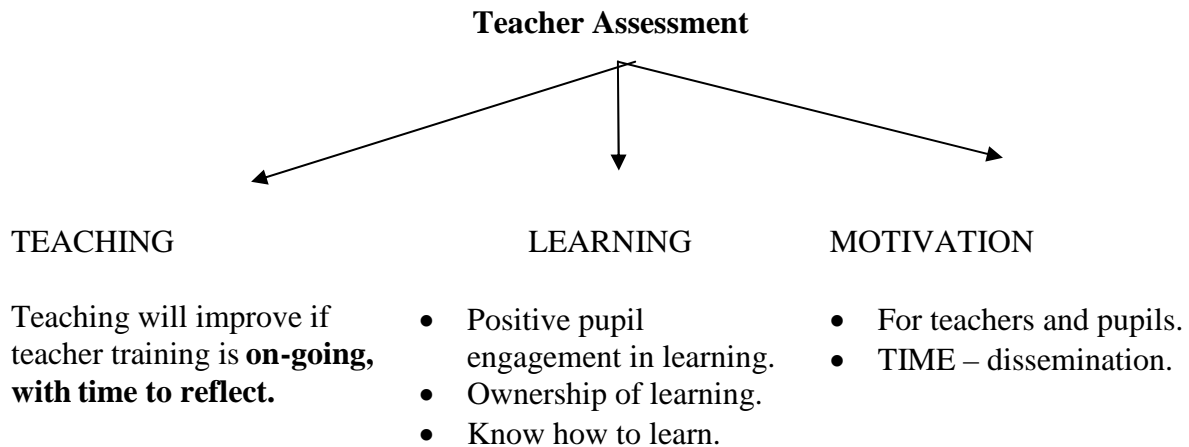 Teacher Assessment
TEACHING
Teaching will improve if
teacher training is on-going,
with time to reflect.
LEARNING
• Positive pupil
engagement in learning.
• Ownership of learning.
• Know how to learn.
MOTIVATION
• For teachers and pupils.
• TIME – dissemination.